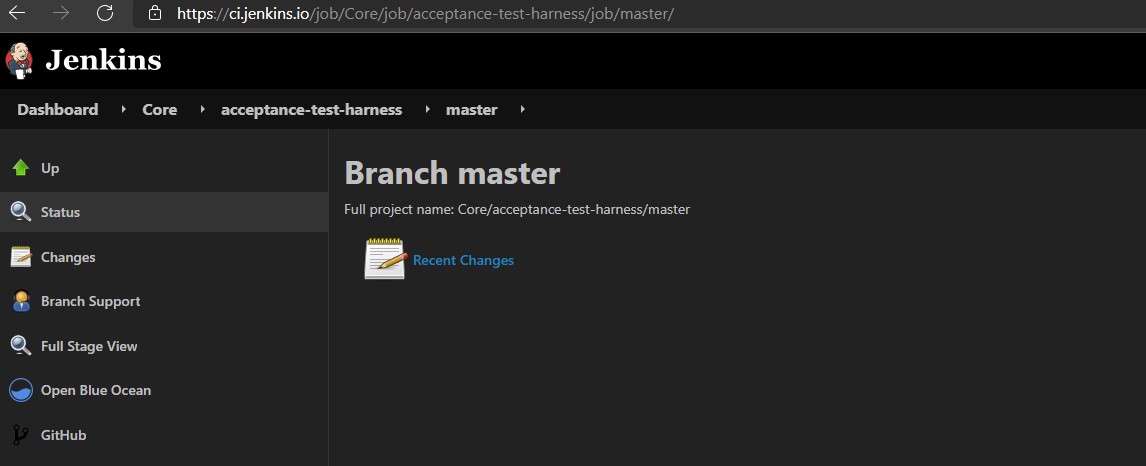 https://ci.jenkins.io/job/Core/job/acceptance-test-harness/job/master/
Jenkins
Dashboard Core acceptance-test-harness master
Up
Status
Changes
Branch Support
Full Stage View
Open Blue Ocean
GitHub
Branch master
Full project name: Core/acceptance-test-harness/master
Recent Changes